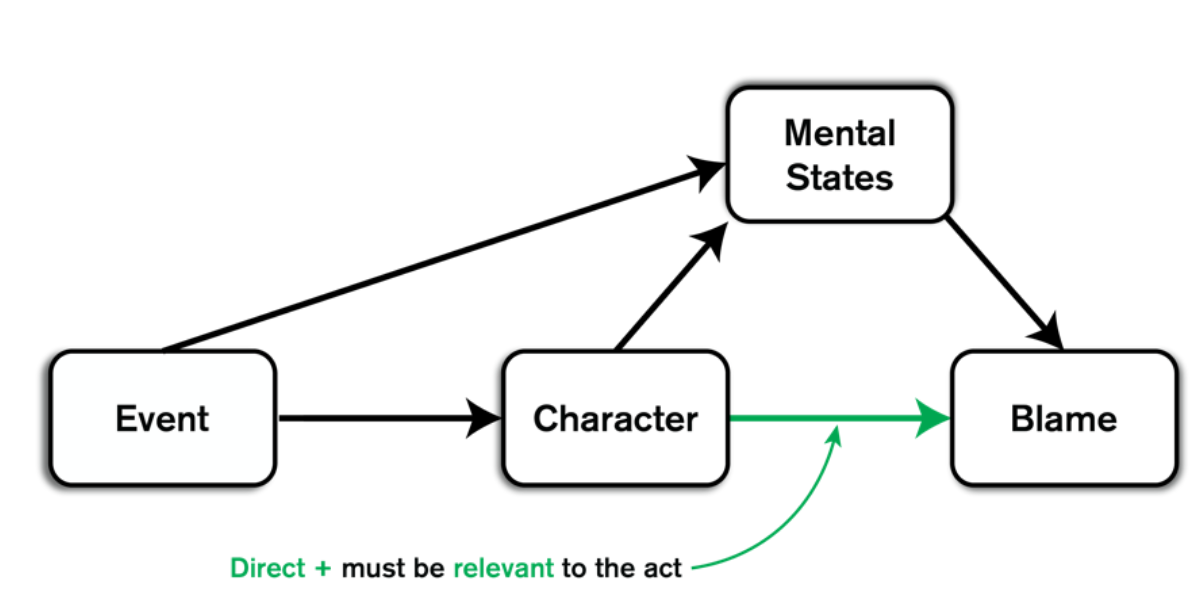 Mental
States
Event
Character
Blame
Direct + must be relevant to the act